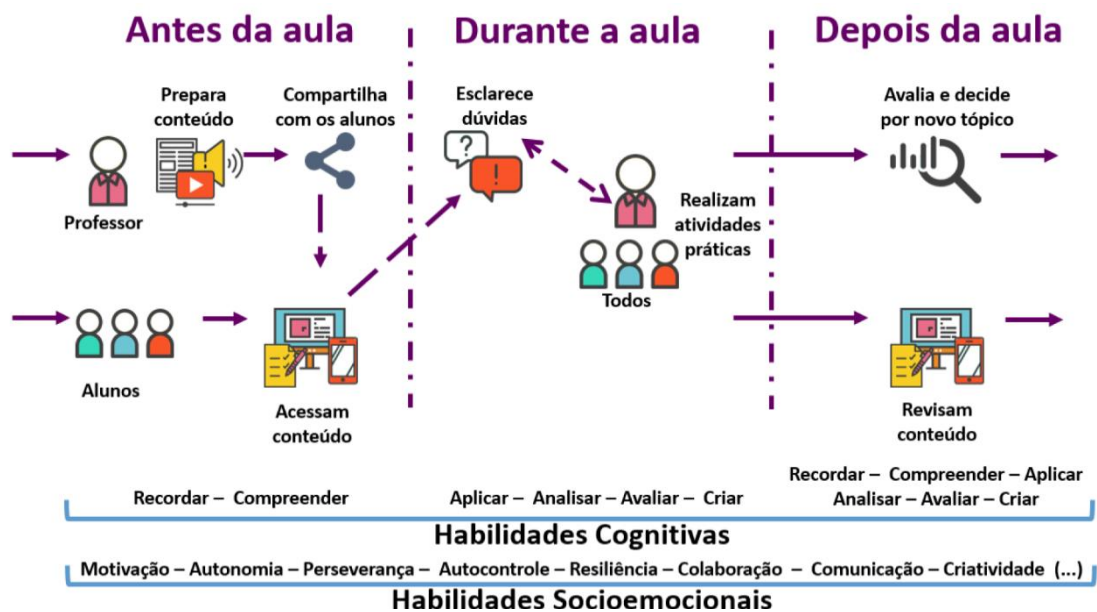 Antes da aula
Durante a aula
Depois da aula
Prepara
conteúdo
Compartilha
com os alunos
Professor
Alunos
Acessam
conteúdo
Esclarece
dúvidas
?
!
Realizam
atividades
práticas
Todos
Avalia e decide
por novo tópico
Revisam
conteúdo
Recordar – Compreender
Aplicar – Analisar – Avaliar – Criar
Recordar – Compreender – Aplicar
Analisar – Avaliar – Criar
Habilidades Cognitivas
Motivação – Autonomia – Perseverança – Autocontrole – Resiliência – Colaboração – Comunicação – Criatividade (...)
Habilidades Socioemocionais